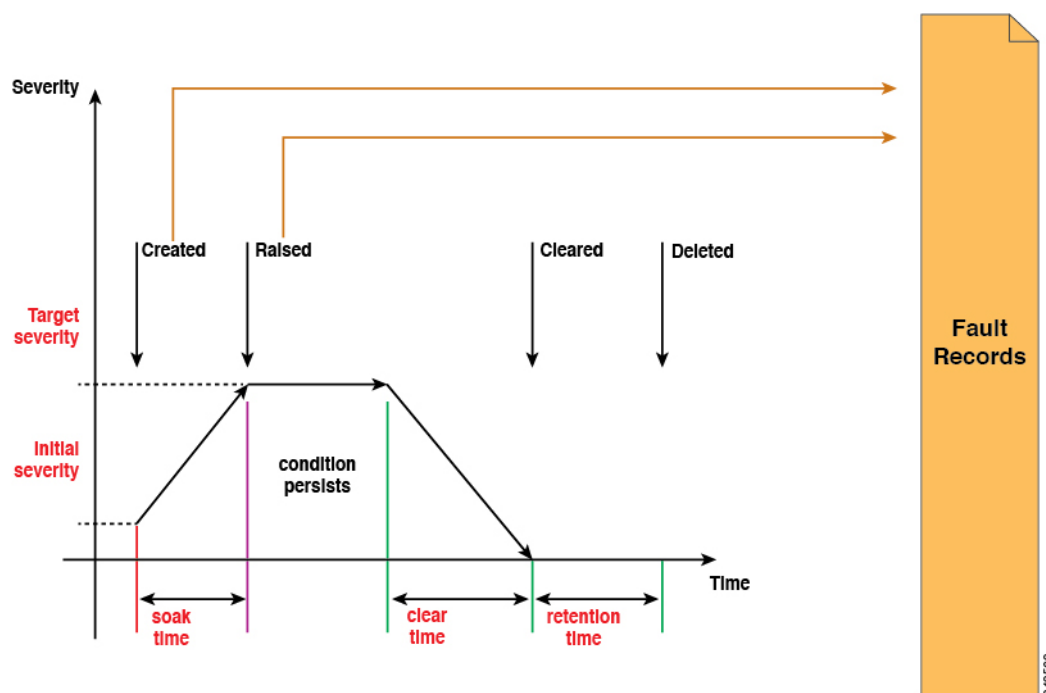 Severity
Created
Raised
Cleared
Deleted
Target
severity
Fault
Records
Initial
severity
condition
persists
Time
soak
time
clear
time
retention
time